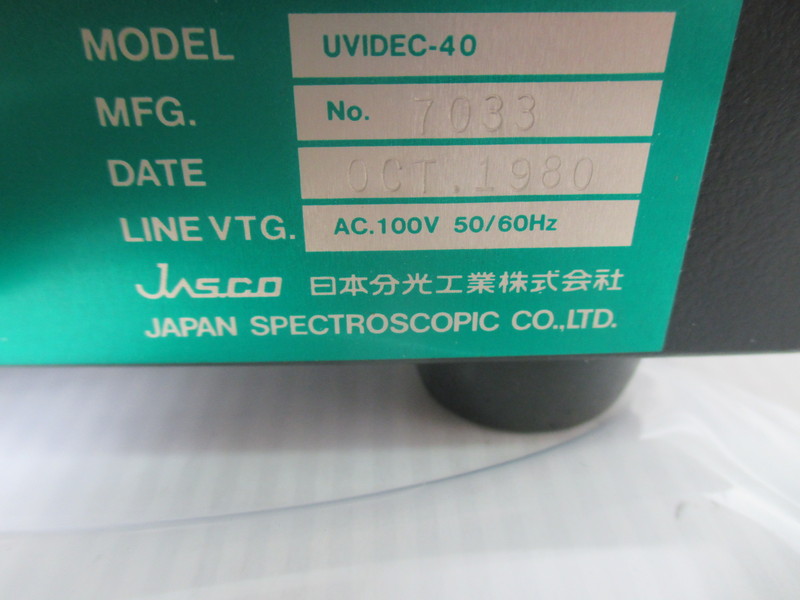 MODEL UVIDEC-40
MFG. No. 7033
DATE OCT.1980
LINE VTG. AC.100V 50/60Hz
JASCO 日本分光工業株式会社
JAPAN SPECTROSCOPIC CO.,LTD.